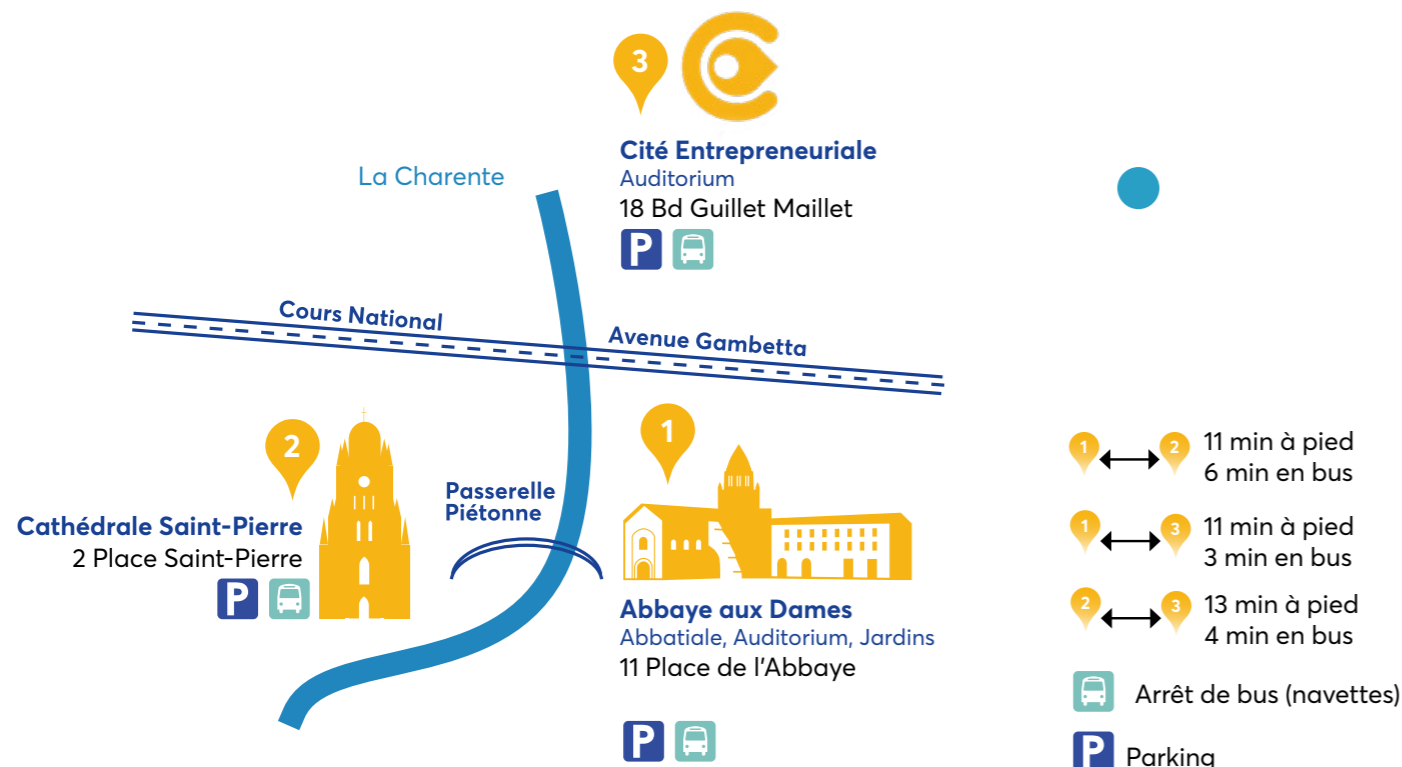 3
Cité Entrepreneuriale
Auditorium
18 Bd Guillet Maillet
P
La Charente
Cours National
Avenue Gambetta
2
Cathédrale Saint-Pierre
2 Place Saint-Pierre
P
Passerelle
Piétonne
1
Abbaye aux Dames
Abbatiale, Auditorium, Jardins
11 Place de l'Abbaye
P
1 2 11 min à pied
6 min en bus
1 3 11 min à pied
3 min en bus
2 3 13 min à pied
4 min en bus
Arrêt de bus (navettes)
P Parking